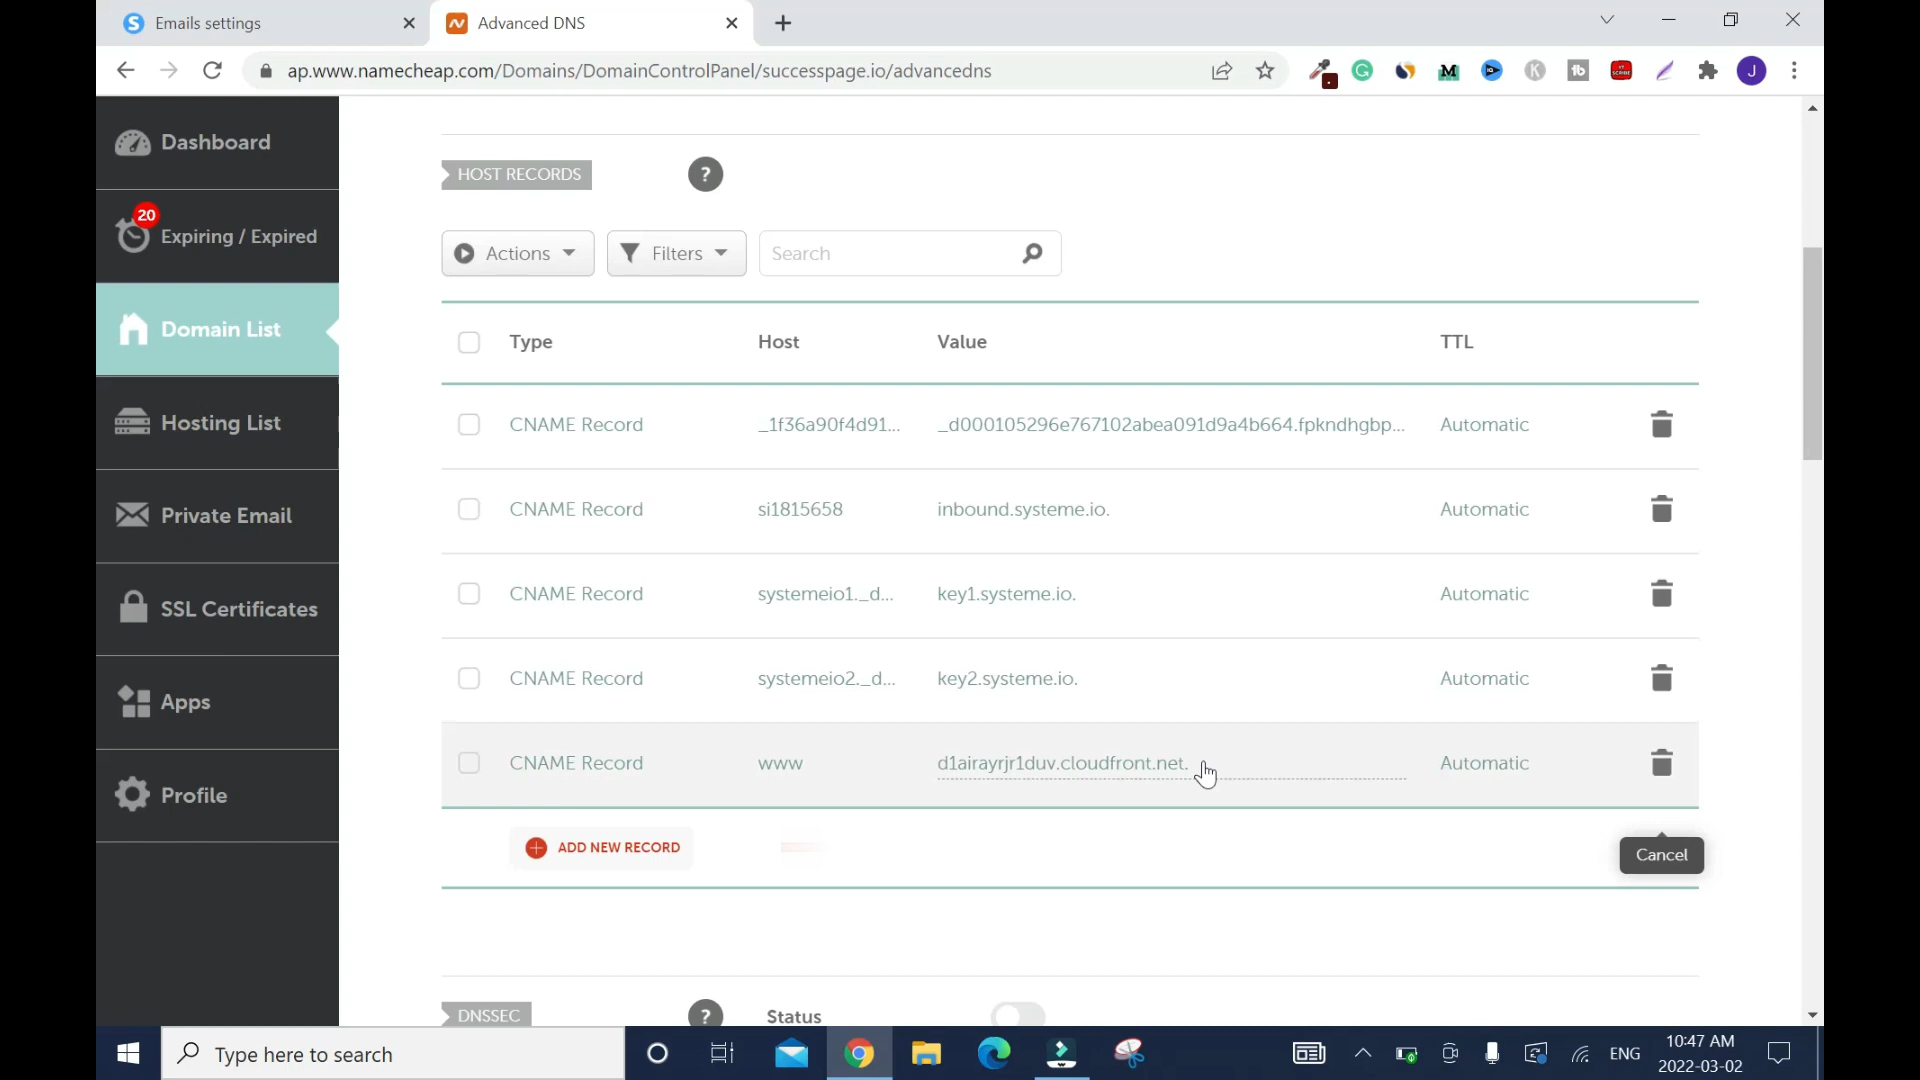 Emails settings
Advanced DNS
ap.www.namecheap.com/Domains/DomainControlPanel/successpage.io/advancedns
J
Dashboard
20
Expiring / Expired
Domain List
Hosting List
Private Email
SSL Certificates
Apps
Profile
HOST RECORDS ?
Actions Filters Search
Type Host Value TTL
CNAME Record _1f36a90f4d91... _d000105296e767102abea091d9a4b664.fpkndhgbp... Automatic
CNAME Record si1815658 inbound.systeme.io. Automatic
CNAME Record systemeio1._d... key1.systeme.io. Automatic
CNAME Record systemeio2._d... key2.systeme.io. Automatic
CNAME Record www d1airayrjr1duv.cloudfront.net. Automatic
ADD NEW RECORD
Cancel
DNSSEC ? Status
Type here to search
ENG
10:47 AM
2022-03-02